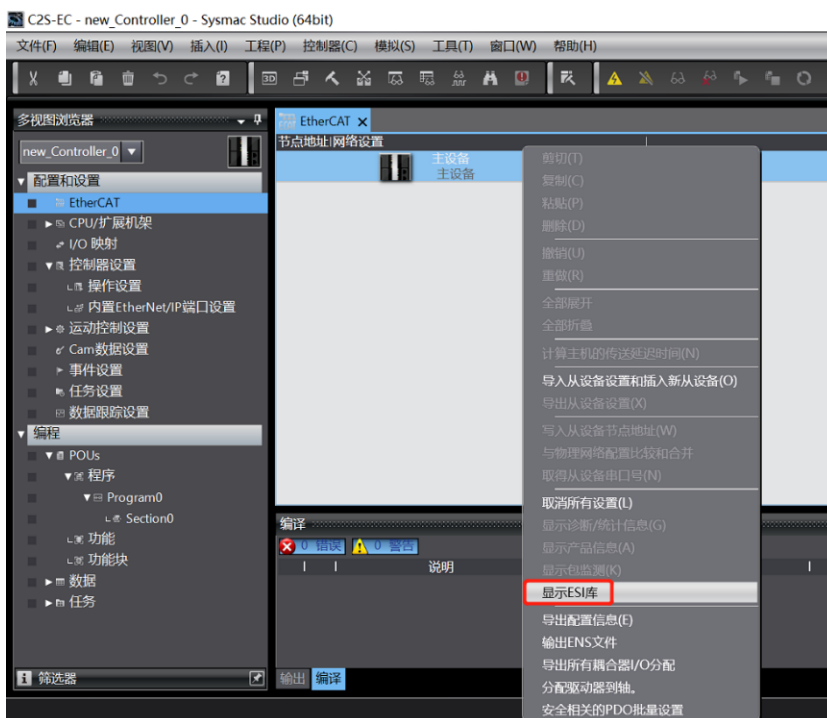 C2S-EC - new_Controller_0 - Sysmac Studio (64bit)
文件(F) 编辑(E) 视图(V) 插入(I) 工程(P) 控制器(C) 模拟(S) 工具(T) 窗口(W) 帮助(H)
多视图浏览器
new_Controller_0
配置和设置
EtherCAT
CPU/扩展机架
I/O 映射
控制器设置
操作设置
内置EtherNet/IP端口设置
运动控制设置
Cam数据设置
事件设置
任务设置
数据跟踪设置
编程
POUs
程序
Program0
Section0
功能
功能块
数据
任务
筛选器
EtherCAT
节点地址|网络设置
主设备
主设备
剪切(T)
复制(C)
粘贴(P)
删除(D)
撤销(U)
重做(R)
全部展开
全部折叠
计算主机的传送延迟时间(N)
导入从设备设置和插入新从设备(O)
导出从设备设置(X)
写入从设备节点地址(W)
与物理网络配置比较和合并
取得从设备串口号(N)
取消所有设置(L)
显示诊断/统计信息(G)
显示产品信息(A)
显示包监测(K)
显示ESI库
导出配置信息(E)
输出ENS文件
导出所有耦合器I/O分配
分配驱动器到轴。
安全相关的PDO批量设置
编译
0 错误 0 警告
说明
输出 编译